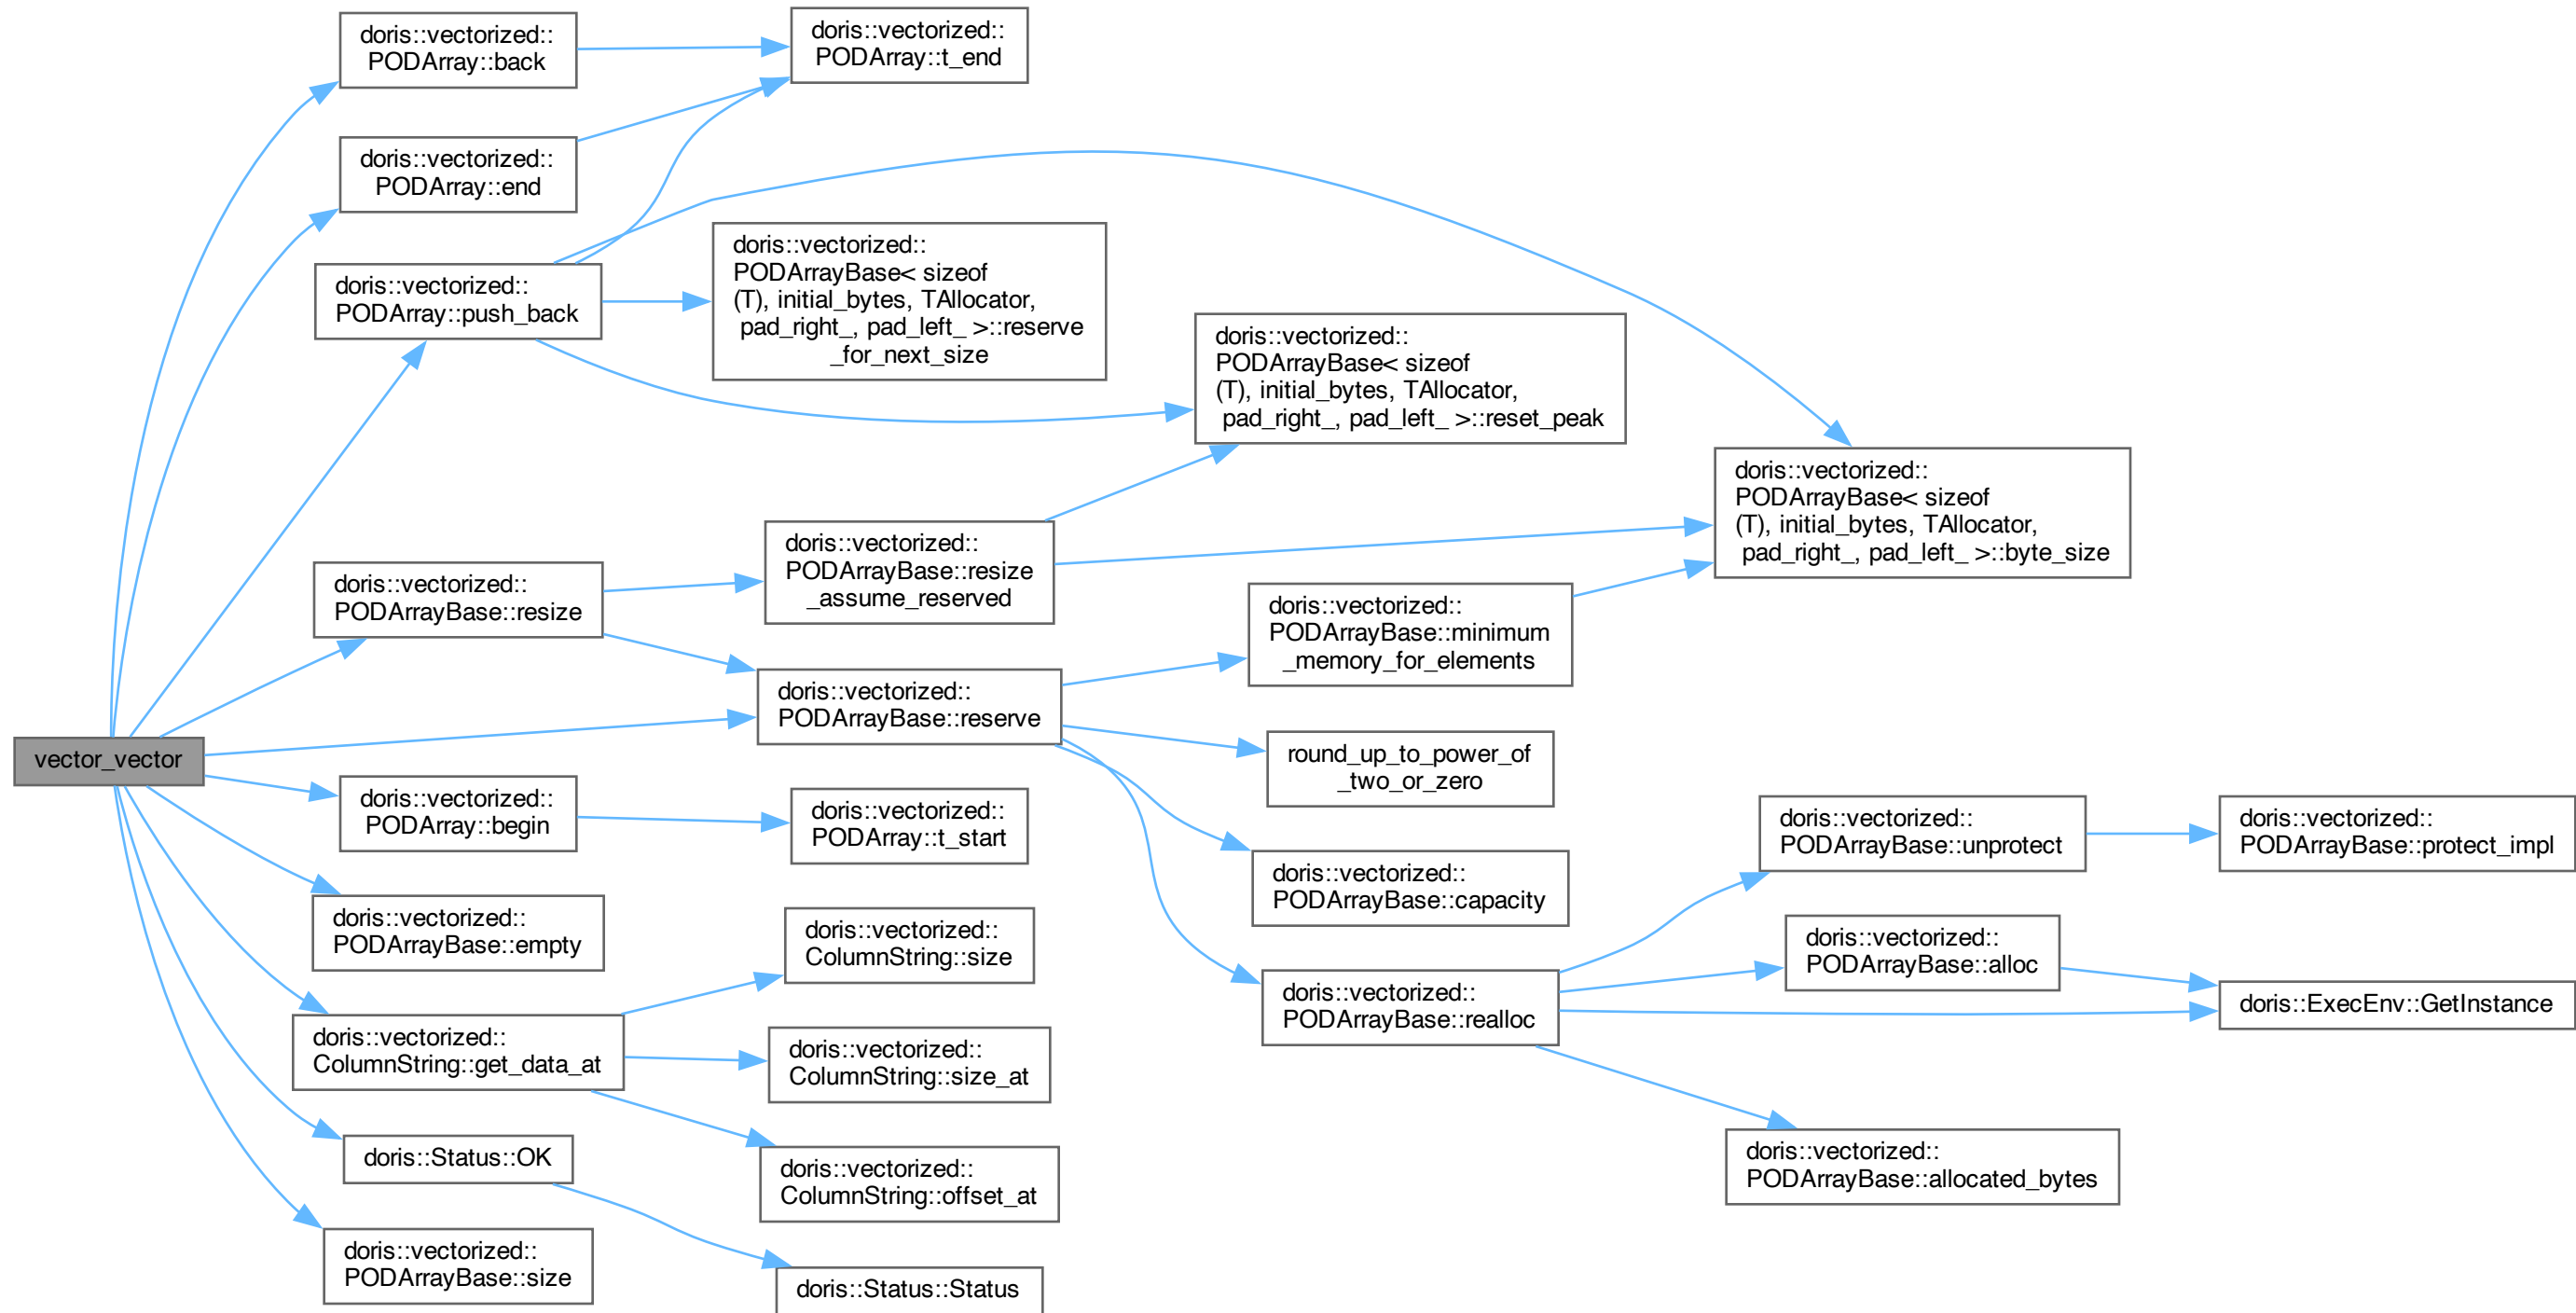 doris::vectorized::
PODArray::back
doris::vectorized::
PODArray::t_end
doris::vectorized::
PODArray::end
doris::vectorized::
PODArray::push_back
doris::vectorized::
PODArrayBase< sizeof
(T), initial_bytes, TAllocator,
pad_right_, pad_left_ >::reserve
_for_next_size
doris::vectorized::
PODArrayBase< sizeof
(T), initial_bytes, TAllocator,
pad_right_, pad_left_ >::reset_peak
doris::vectorized::
PODArrayBase< sizeof
(T), initial_bytes, TAllocator,
pad_right_, pad_left_ >::byte_size
doris::vectorized::
PODArrayBase::resize
doris::vectorized::
PODArrayBase::resize
_assume_reserved
doris::vectorized::
PODArrayBase::minimum
_memory_for_elements
doris::vectorized::
PODArrayBase::reserve
vector_vector
round_up_to_power_of
_two_or_zero
doris::vectorized::
PODArray::begin
doris::vectorized::
PODArray::t_start
doris::vectorized::
PODArrayBase::unprotect
doris::vectorized::
PODArrayBase::protect_impl
doris::vectorized::
PODArrayBase::capacity
doris::vectorized::
PODArrayBase::empty
doris::vectorized::
ColumnString::size
doris::vectorized::
PODArrayBase::alloc
doris::vectorized::
PODArrayBase::realloc
doris::ExecEnv::GetInstance
doris::vectorized::
ColumnString::get_data_at
doris::vectorized::
ColumnString::size_at
doris::Status::OK
doris::vectorized::
ColumnString::offset_at
doris::vectorized::
PODArrayBase::allocated_bytes
doris::vectorized::
PODArrayBase::size
doris::Status::Status